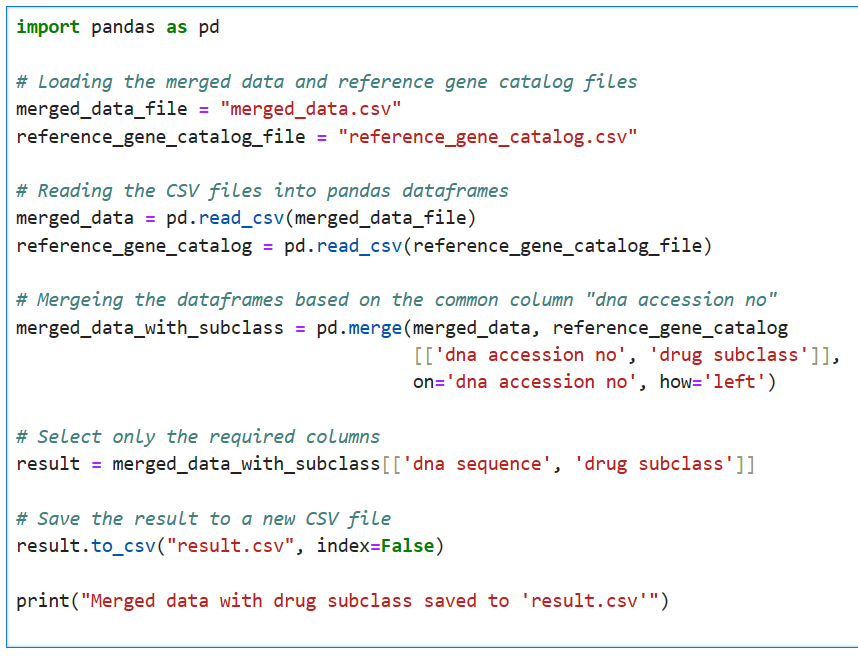 import pandas as pd
# Loading the merged data and reference gene catalog files
merged_data_file = "merged_data.csv"
reference_gene_catalog_file = "reference_gene_catalog.csv"
# Reading the CSV files into pandas dataframes
merged_data = pd.read_csv(merged_data_file)
reference_gene_catalog = pd.read_csv(reference_gene_catalog_file)
# Mergeing the dataframes based on the common column "dna accession no"
merged_data_with_subclass = pd.merge(merged_data, reference_gene_catalog
[['dna accession no', 'drug subclass']],
on='dna accession no', how='left')
# Select only the required columns
result = merged_data_with_subclass[['dna sequence', 'drug subclass']]
# Save the result to a new CSV file
result.to_csv("result.csv", index=False)
print("Merged data with drug subclass saved to 'result.csv'")